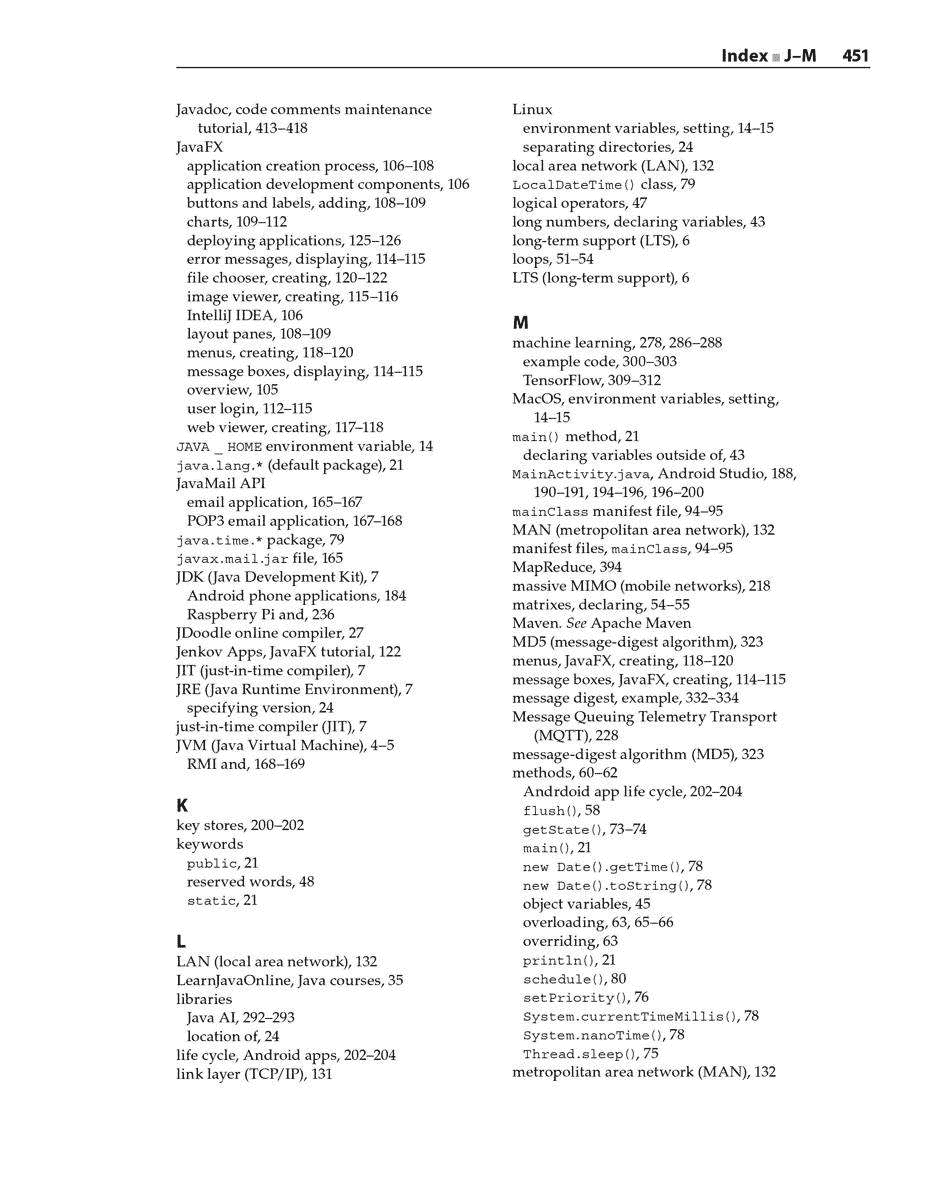 Index ■ J–M 451
Javadoc, code comments maintenance
tutorial, 413–418
JavaFX
application creation process, 106–108
application development components, 106
buttons and labels, adding, 108–109
charts, 109–112
deploying applications, 125–126
error messages, displaying, 114–115
file chooser, creating, 120–122
image viewer, creating, 115–116
IntelliJ IDEA, 106
layout panes, 108–109
menus, creating, 118–120
message boxes, displaying, 114–115
overview, 105
user login, 112–115
web viewer, creating, 117–118
JAVA _ HOME environment variable, 14
java.lang.* (default package), 21
JavaMail API
email application, 165–167
POP3 email application, 167–168
java.time.* package, 79
javax.mail.jar file, 165
JDK (Java Development Kit), 7
Android phone applications, 184
Raspberry Pi and, 236
JDoodle online compiler, 27
Jenkov Apps, JavaFX tutorial, 122
JIT (just-in-time compiler), 7
JRE (Java Runtime Environment), 7
specifying version, 24
just-in-time compiler (JIT), 7
JVM (Java Virtual Machine), 4–5
RMI and, 168–169
K
key stores, 200–202
keywords
public, 21
reserved words, 48
static, 21
L
LAN (local area network), 132
LearnJavaOnline, Java courses, 35
libraries
Java AI, 292–293
location of, 24
life cycle, Android apps, 202–204
link layer (TCP/IP), 131
Linux
environment variables, setting, 14–15
separating directories, 24
local area network (LAN), 132
LocalDateTime() class, 79
logical operators, 47
long numbers, declaring variables, 43
long-term support (LTS), 6
loops, 51–54
LTS (long-term support), 6
M
machine learning, 278, 286–288
example code, 300–303
TensorFlow, 309–312
MacOS, environment variables, setting,
14–15
main() method, 21
declaring variables outside of, 43
MainActivity.java, Android Studio, 188,
190–191, 194–196, 196–200
mainClass manifest file, 94–95
MAN (metropolitan area network), 132
manifest files, mainClass, 94–95
MapReduce, 394
massive MIMO (mobile networks), 218
matrixes, declaring, 54–55
Maven. See Apache Maven
MD5 (message-digest algorithm), 323
menus, JavaFX, creating, 118–120
message boxes, JavaFX, creating, 114–115
message digest, example, 332–334
Message Queuing Telemetry Transport
(MQTT), 228
message-digest algorithm (MD5), 323
methods, 60–62
Andrdoid app life cycle, 202–204
flush(), 58
getState(), 73–74
main(), 21
new Date().getTime(), 78
new Date().toString(), 78
object variables, 45
overloading, 63, 65–66
overriding, 63
println(), 21
schedule(), 80
setPriority(), 76
System.currentTimeMillis(), 78
System.nanoTime(), 78
Thread.sleep(), 75
metropolitan area network (MAN), 132